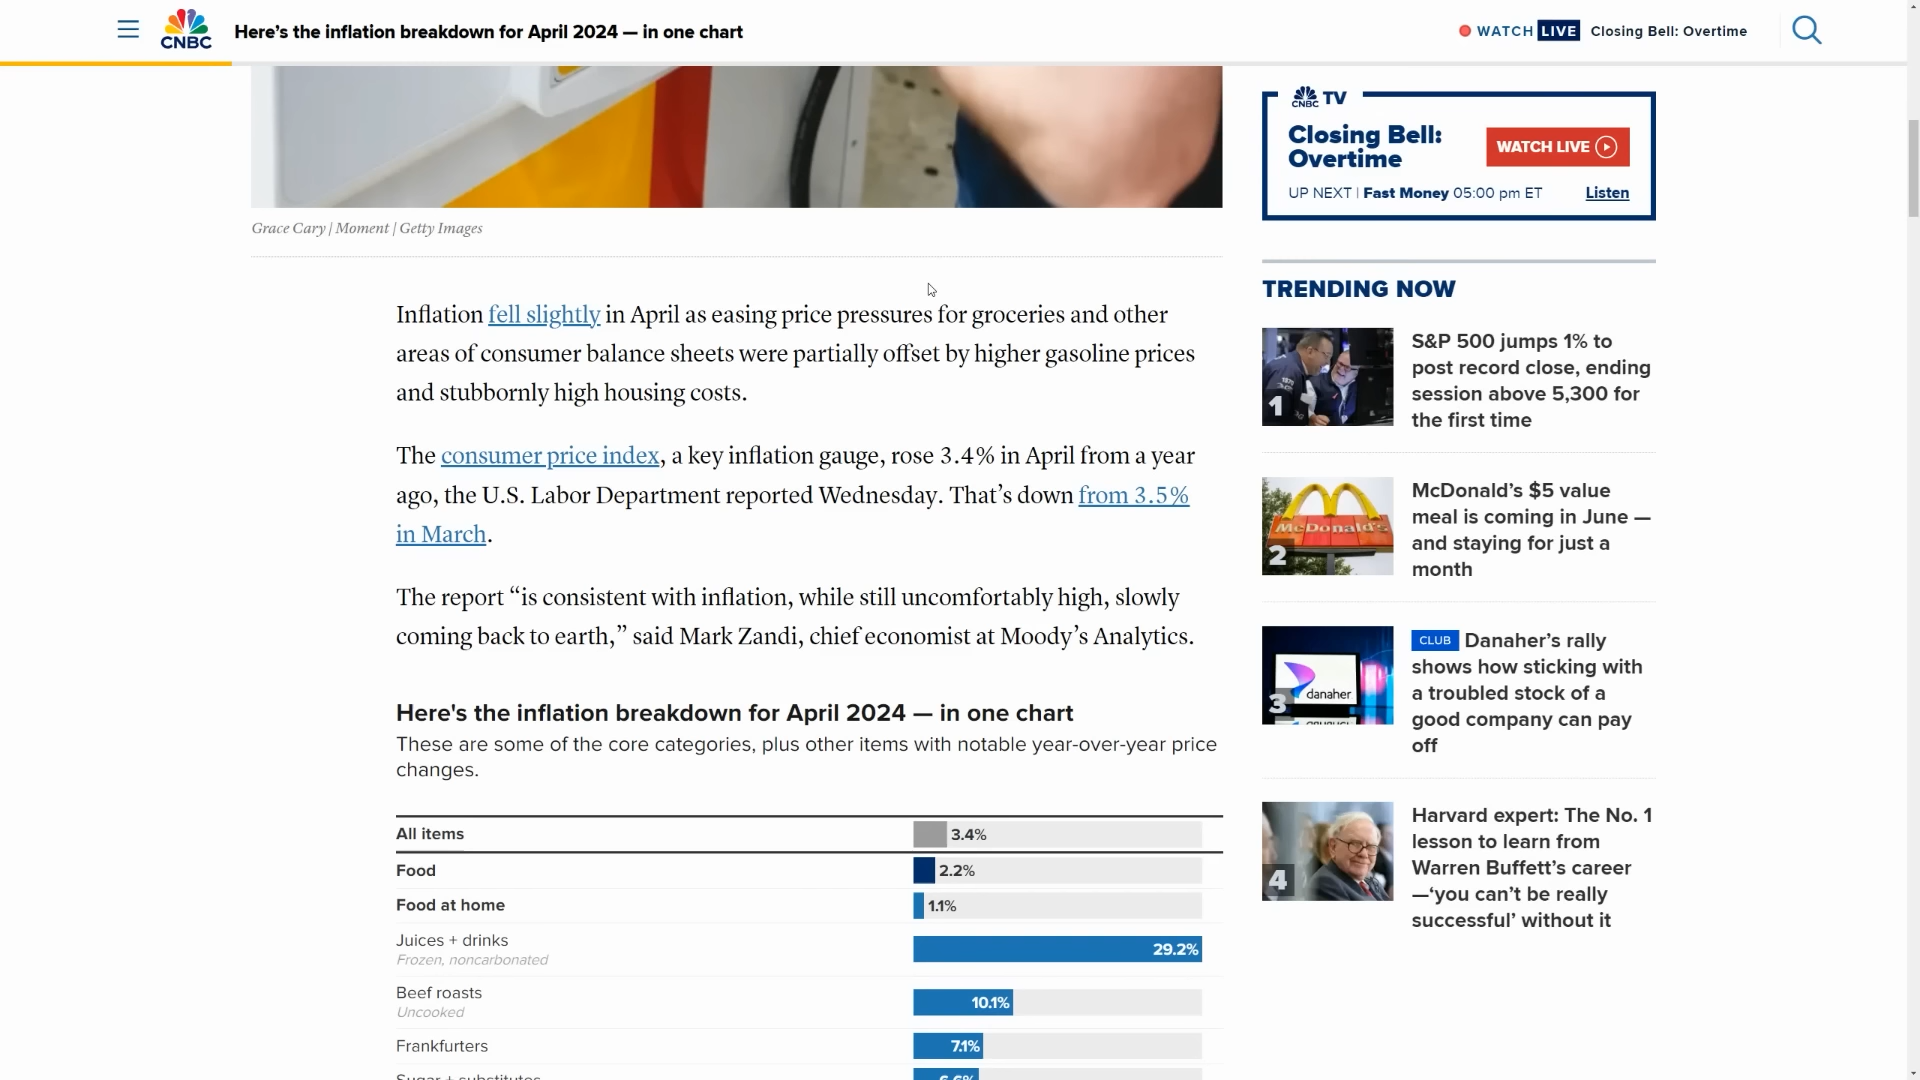 CNBC
Here’s the inflation breakdown for April 2024 — in one chart
WATCH LIVE Closing Bell: Overtime
Grace Cary | Moment | Getty Images
Inflation fell slightly in April as easing price pressures for groceries and other
areas of consumer balance sheets were partially offset by higher gasoline prices
and stubbornly high housing costs.
The consumer price index, a key inflation gauge, rose 3.4% in April from a year
ago, the U.S. Labor Department reported Wednesday. That’s down from 3.5%
in March.
The report “is consistent with inflation, while still uncomfortably high, slowly
coming back to earth,” said Mark Zandi, chief economist at Moody’s Analytics.
Here's the inflation breakdown for April 2024 — in one chart
These are some of the core categories, plus other items with notable year-over-year price
changes.
All items 3.4%
Food 2.2%
Food at home 1.1%
Juices + drinks 29.2%
Frozen, noncarbonated
Beef roasts 10.1%
Uncooked
Frankfurters 7.1%
Sugar + substitutes 6.6%
CNBC TV
Closing Bell:
Overtime
WATCH LIVE
UP NEXT | Fast Money 05:00 pm ET Listen
TRENDING NOW
1
S&P 500 jumps 1% to
post record close, ending
session above 5,300 for
the first time
McDonald's
2
McDonald’s $5 value
meal is coming in June —
and staying for just a
month
danaher
3
CLUB Danaher’s rally
shows how sticking with
a troubled stock of a
good company can pay
off
4
Harvard expert: The No. 1
lesson to learn from
Warren Buffett’s career
—‘you can’t be really
successful’ without it